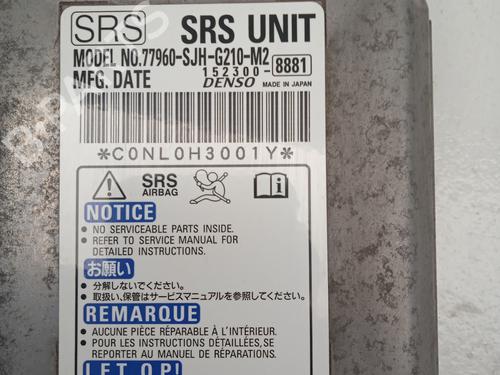 SRS SRS UNIT
MODEL NO.77960-SJH-G210-M2
MFG. DATE 152300-8881
DENSO MADE IN JAPAN
*C0NL0H3001Y*
SRS
AIRBAG
NOTICE
• NO SERVICEABLE PARTS INSIDE.
• REFER TO SERVICE MANUAL FOR
DETAILED INSTRUCTIONS.
お願い
• 分解しないでください。
• 取扱い、保管はサービスマニュアルを参照してください。
REMARQUE
• AUCUNE PIÈCE RÉPARABLE À L'INTÉRIEUR.
• POUR LES INSTRUCTIONS DÉTAILLÉES, SE
REPORTER AU MANUEL DE RÉPARATIONS.
LET OP!